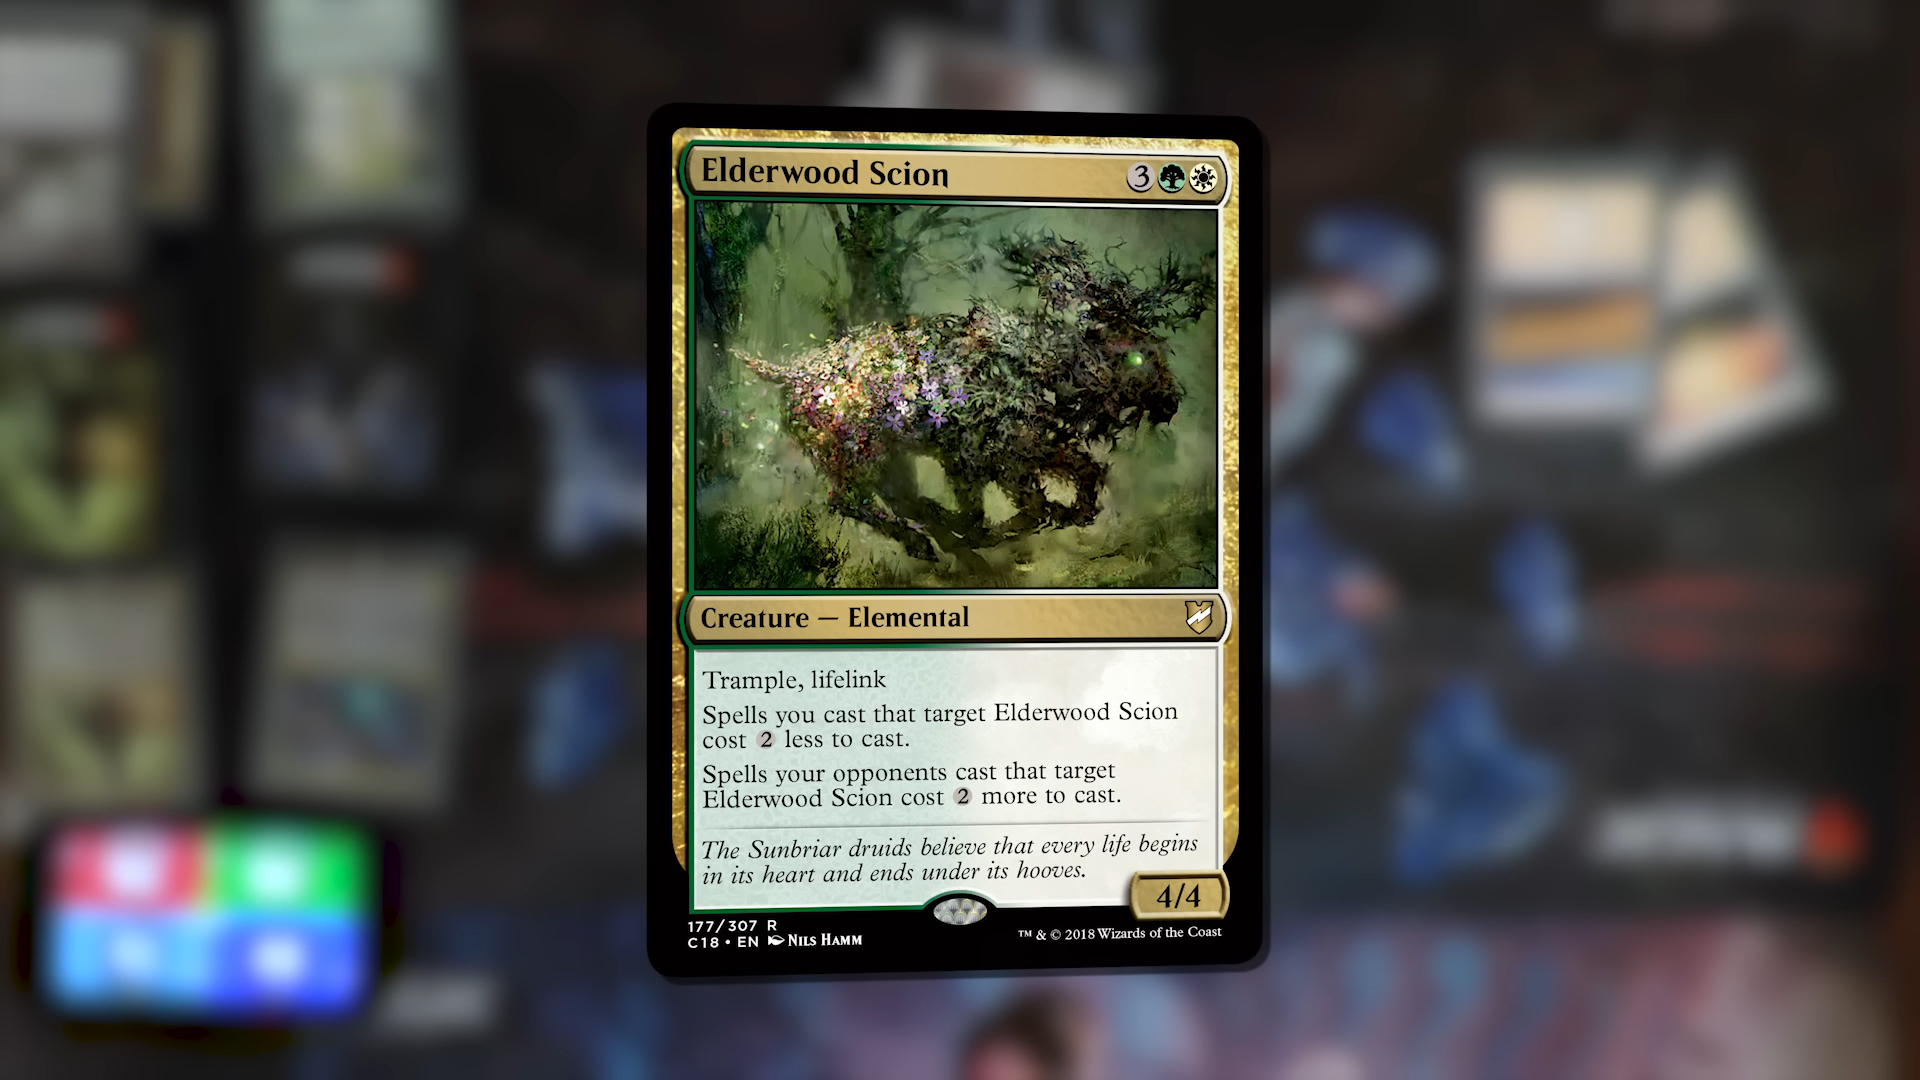 Elderwood Scion 3
Creature — Elemental
Trample, lifelink
Spells you cast that target Elderwood Scion
cost 2 less to cast.
Spells your opponents cast that target
Elderwood Scion cost 2 more to cast.
The Sunbriar druids believe that every life begins
in its heart and ends under its hooves.
4/4
177/307 R
C18 • EN Nils Hamm
™ & © 2018 Wizards of the Coast